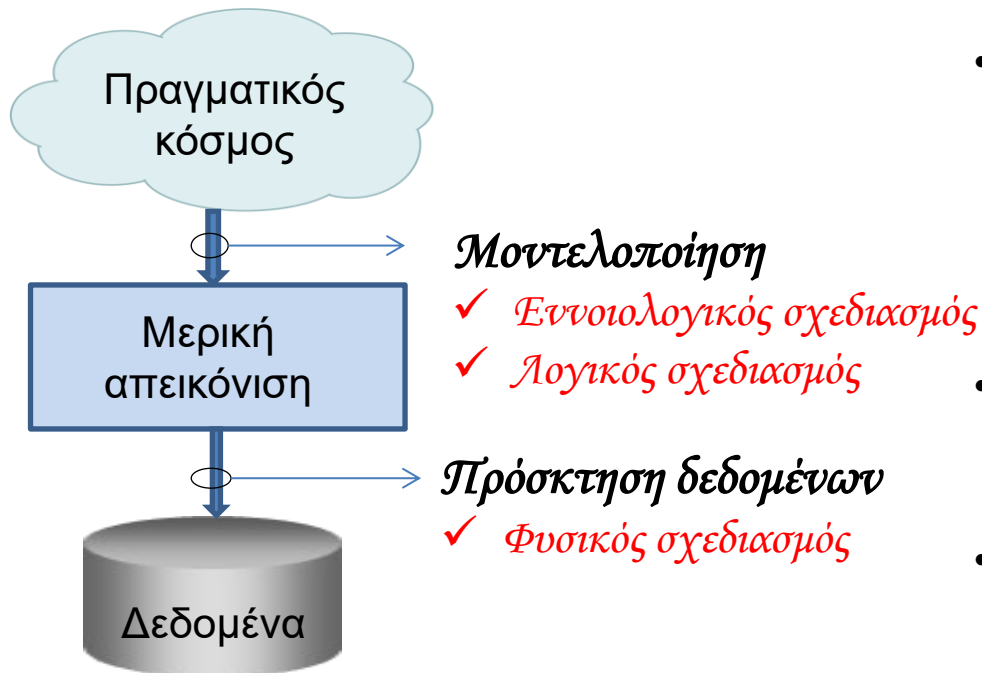 Πραγματικός
κόσμος
Μοντελοποίηση
✓ Εννοιολογικός σχεδιασμός
✓ Λογικός σχεδιασμός
Μερική
απεικόνιση
Πρόσκτηση δεδομένων
✓ Φυσικός σχεδιασμός
Δεδομένα